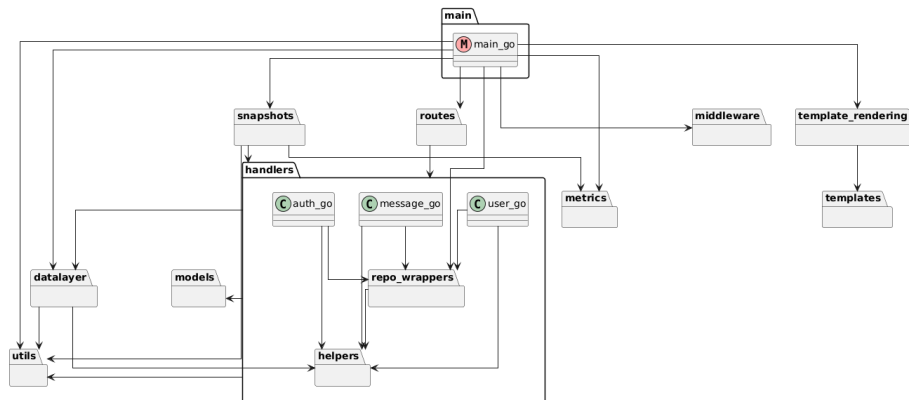 main
M main_go
snapshots
routes
middleware
template_rendering
handlers
C auth_go
C message_go
C user_go
metrics
templates
datalayer
models
repo_wrappers
utils
helpers